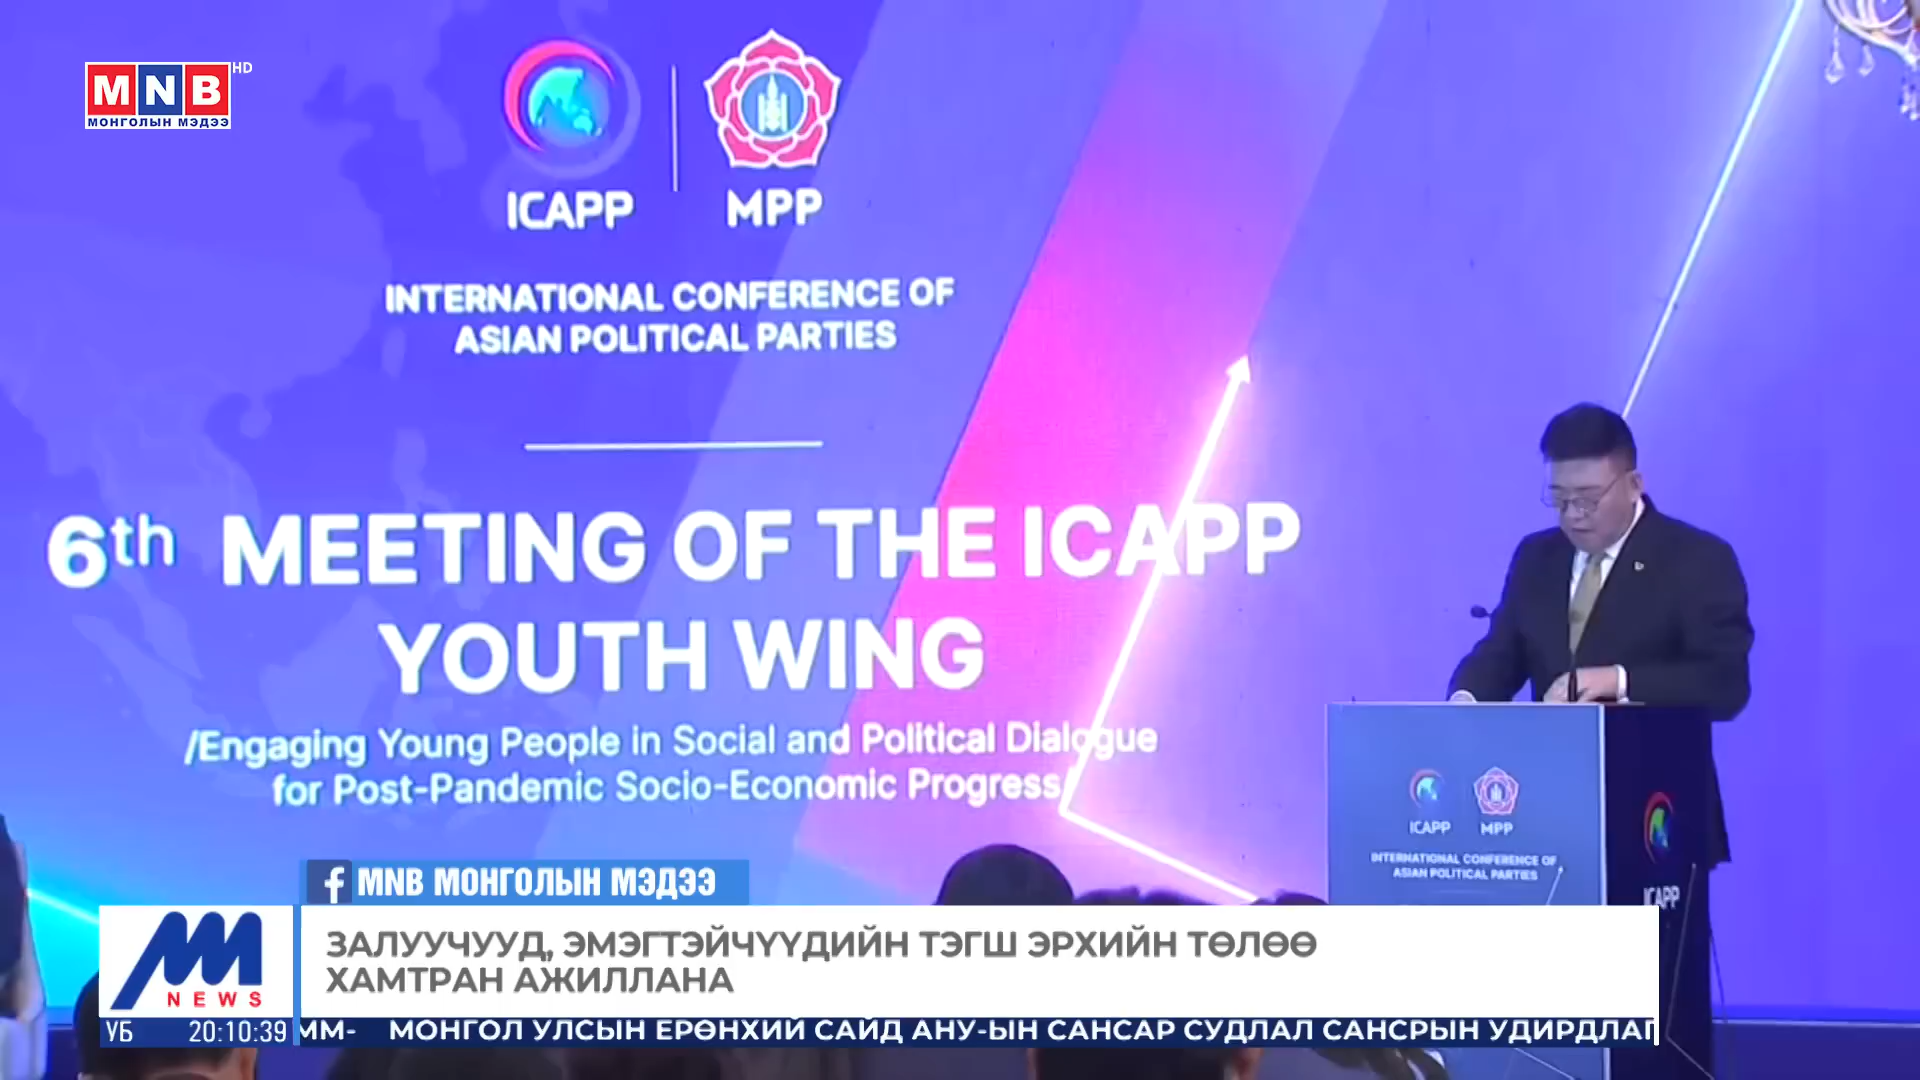 MNB HD
МОНГОЛЫН МЭДЭЭ
ICAPP
MPP
INTERNATIONAL CONFERENCE OF
ASIAN POLITICAL PARTIES
6th MEETING OF THE ICAPP
YOUTH WING
/Engaging Young People in Social and Political Dialogue
for Post-Pandemic Socio-Economic Progress/
ICAPP
MPP
INTERNATIONAL CONFERENCE OF
ASIAN POLITICAL PARTIES
ICAPP
MNB МОНГОЛЫН МЭДЭЭ
NEWS
ЗАЛУУЧУУД, ЭМЭГТЭЙЧҮҮДИЙН ТЭГШ ЭРХИЙН ТӨЛӨӨ
ХАМТРАН АЖИЛЛАНА
УБ 20:10:39
ММ- МОНГОЛ УЛСЫН ЕРӨНХИЙ САЙД АНУ-ЫН САНСАР СУДЛАЛ САНСРЫН УДИРДЛАГ